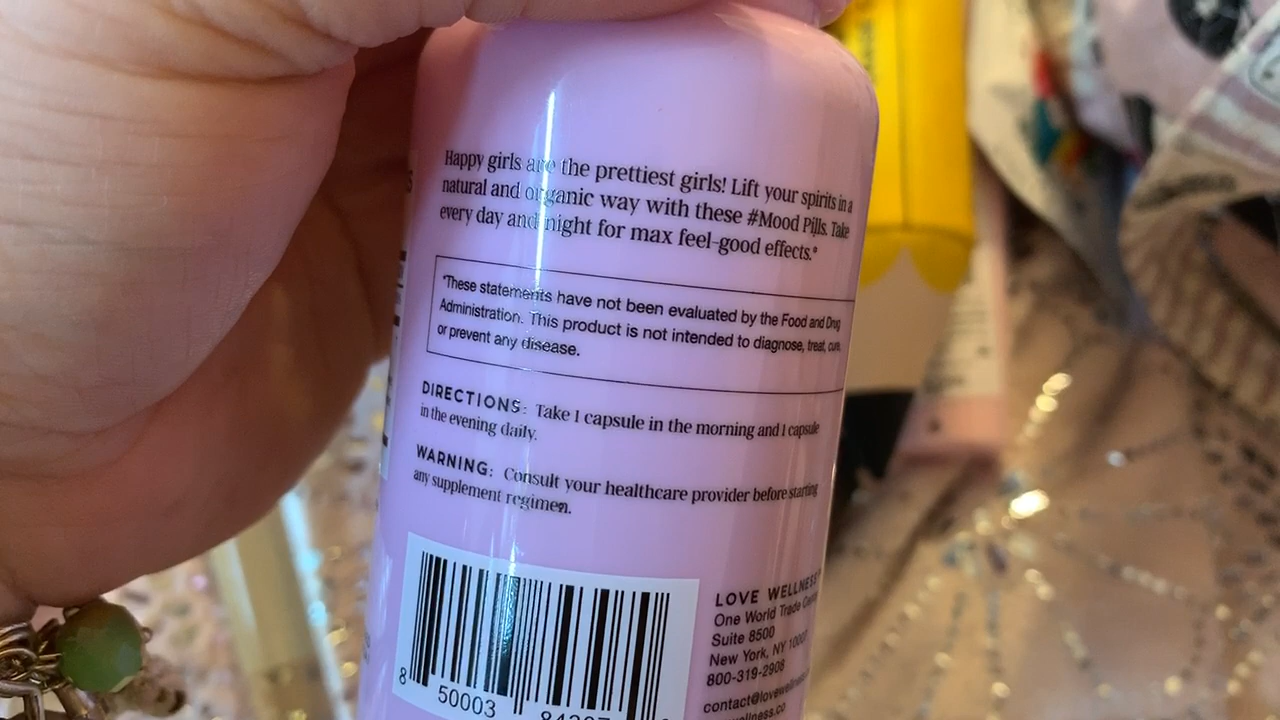 Happy girls are the prettiest girls! Lift your spirits in a
natural and organic way with these #Mood Pills. Take
every day and night for max feel-good effects.*
*These statements have not been evaluated by the Food and Drug
Administration. This product is not intended to diagnose, treat, cure,
or prevent any disease.
DIRECTIONS: Take 1 capsule in the morning and 1 capsule
in the evening daily.
WARNING: Consult your healthcare provider before starting
any supplement regimen.
LOVE WELLNESS
One World Trade
Suite 8500
New York, NY
800-319-2908
8 50003